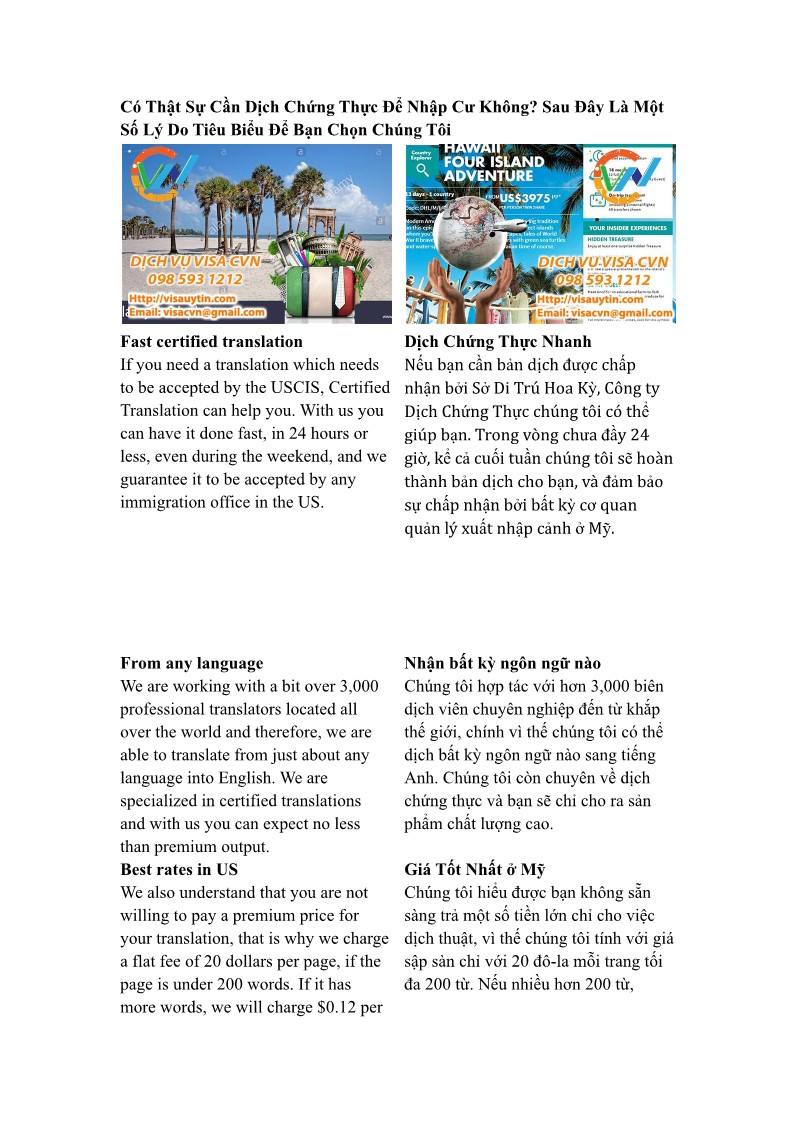 Có Thật Sự Cần Dịch Chứng Thực Để Nhập Cư Không? Sau Đây Là Một
Số Lý Do Tiêu Biểu Để Bạn Chọn Chúng Tôi
DỊCH VỤ VISA CVN
098 593 1212
Http://visauytin.com
Email: visacvn@gmail.com
Country
Explorer
HAWAII
FOUR ISLAND
ADVENTURE
13 days - 1 country
FROM US$3975 PP
PER PERSON TWIN SHARE
YOUR INSIDER EXPERIENCES
HIDDEN TREASURE
DỊCH VỤ VISA CVN
098 593 1212
Http://visauytin.com
Email: visacvn@gmail.com
Fast certified translation
If you need a translation which needs
to be accepted by the USCIS, Certified
Translation can help you. With us you
can have it done fast, in 24 hours or
less, even during the weekend, and we
guarantee it to be accepted by any
immigration office in the US.
Dịch Chứng Thực Nhanh
Nếu bạn cần bản dịch được chấp
nhận bởi Sở Di Trú Hoa Kỳ, Công ty
Dịch Chứng Thực chúng tôi có thể
giúp bạn. Trong vòng chưa đầy 24
giờ, kể cả cuối tuần chúng tôi sẽ hoàn
thành bản dịch cho bạn, và đảm bảo
sự chấp nhận bởi bất kỳ cơ quan
quản lý xuất nhập cảnh ở Mỹ.
From any language
We are working with a bit over 3,000
professional translators located all
over the world and therefore, we are
able to translate from just about any
language into English. We are
specialized in certified translations
and with us you can expect no less
than premium output.
Nhận bất kỳ ngôn ngữ nào
Chúng tôi hợp tác với hơn 3,000 biên
dịch viên chuyên nghiệp đến từ khắp
thế giới, chính vì thế chúng tôi có thể
dịch bất kỳ ngôn ngữ nào sang tiếng
Anh. Chúng tôi còn chuyên về dịch
chứng thực và bạn sẽ chỉ cho ra sản
phẩm chất lượng cao.
Best rates in US
We also understand that you are not
willing to pay a premium price for
your translation, that is why we charge
a flat fee of 20 dollars per page, if the
page is under 200 words. If it has
more words, we will charge $0.12 per
Giá Tốt Nhất ở Mỹ
Chúng tôi hiểu được bạn không sẵn
sàng trả một số tiền lớn chỉ cho việc
dịch thuật, vì thế chúng tôi tính với giá
sập sàn chỉ với 20 đô-la mỗi trang tối
đa 200 từ. Nếu nhiều hơn 200 từ,